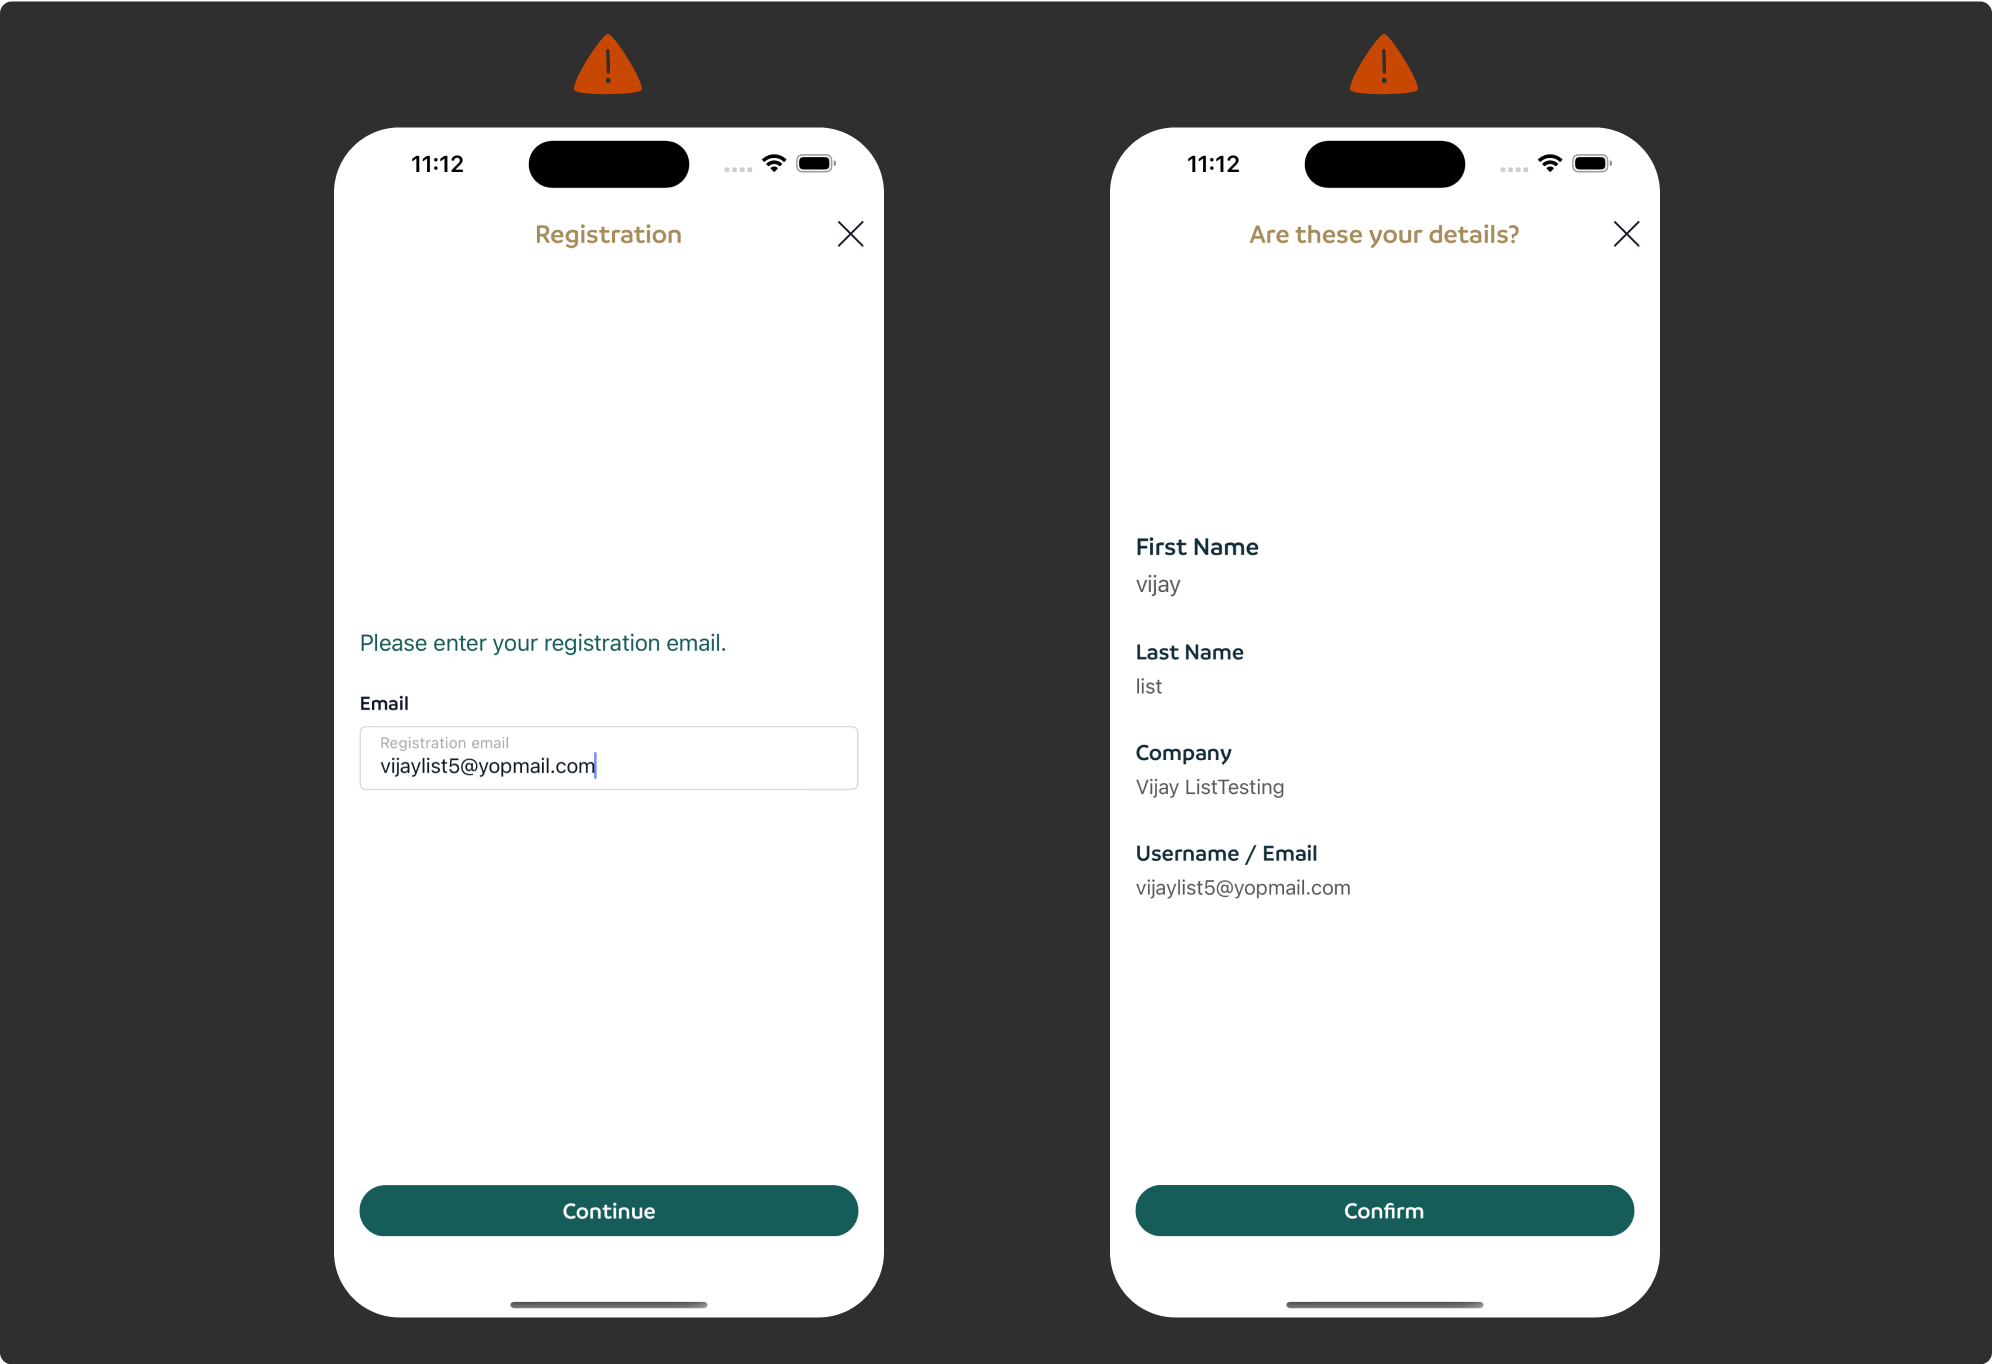 !
11:12
Registration
Please enter your registration email.
Email
Registration email
vijaylist5@yopmail.com
Continue
!
11:12
Are these your details?
First Name
vijay
Last Name
list
Company
Vijay ListTesting
Username / Email
vijaylist5@yopmail.com
Confirm